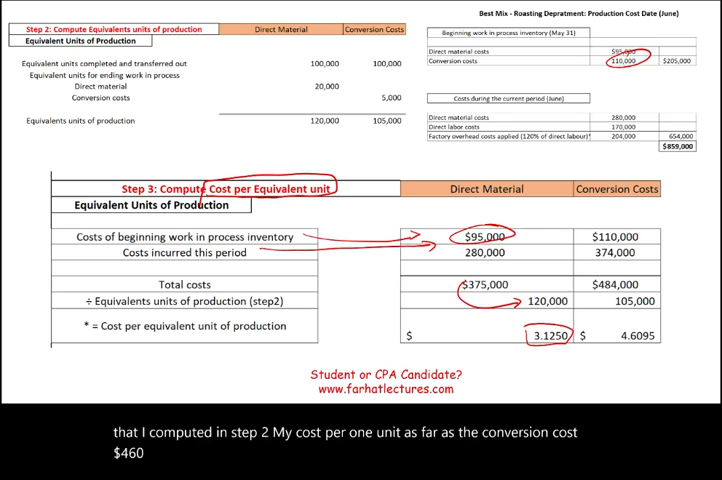 Best Mix - Roasting Depratment: Production Cost Date (June)
Step 2: Compute Equivalents units of production Direct Material Conversion Costs
Equivalent Units of Production
Beginning work in process inventory (May 31)
Direct material costs $95,000
Conversion costs 110,000 $205,000
Equivalent units completed and transferred out 100,000 100,000
Equivalent units for ending work in process
Direct material 20,000
Conversion costs 5,000
Equivalents units of production 120,000 105,000
Costs during the current period (June)
Direct material costs 280,000
Direct labor costs 170,000
Factory overhead costs applied (120% of direct labour)* 204,000 654,000
$859,000
Step 3: Compute Cost per Equivalent unit Direct Material Conversion Costs
Equivalent Units of Production
Costs of beginning work in process inventory $95,000 $110,000
Costs incurred this period 280,000 374,000
Total costs $375,000 $484,000
÷ Equivalents units of production (step2) 120,000 105,000
* = Cost per equivalent unit of production
$ 3.1250 $ 4.6095
Student or CPA Candidate?
www.farhatlectures.com
that I computed in step 2 My cost per one unit as far as the conversion cost
$460